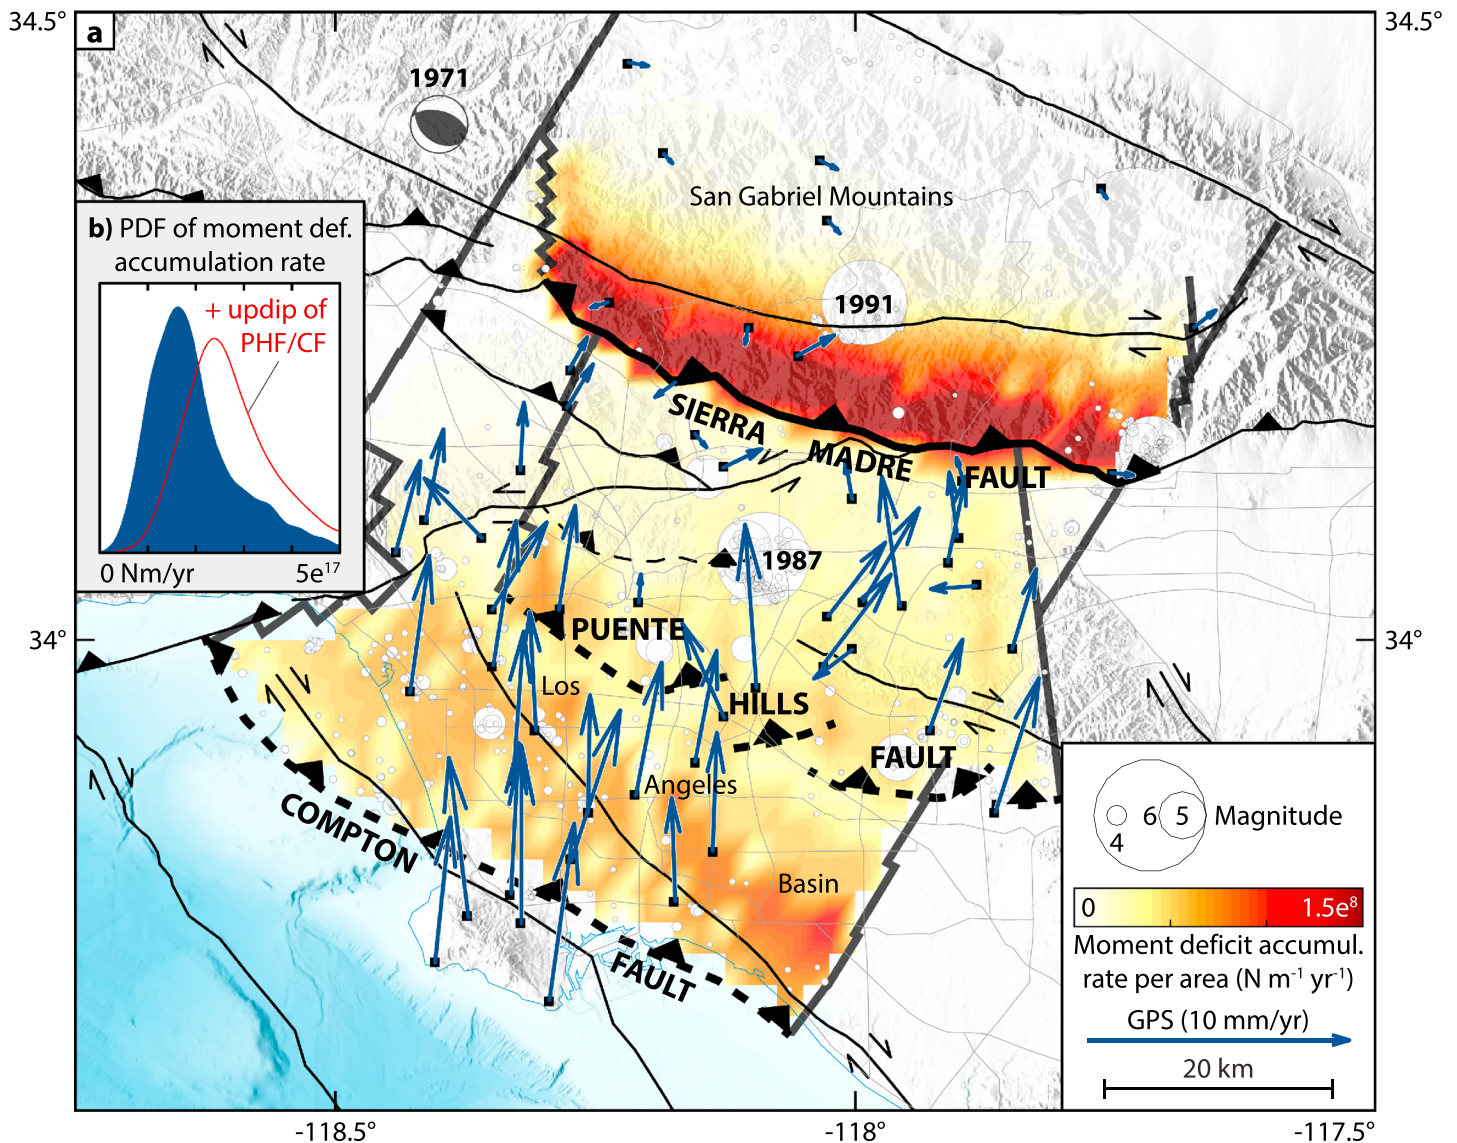 34.5°
34.5°
a
1971
San Gabriel Mountains
b) PDF of moment def.
accumulation rate
+ updip of
PHF/CF
0 Nm/yr
5e17
1991
SIERRA
MADRE
FAULT
1987
34°
34°
PUENTE
HILLS
FAULT
Los
Angeles
Basin
COMPTON
FAULT
4
6
5
Magnitude
0
1.5e8
Moment deficit accumul.
rate per area (N m-1 yr-1)
GPS (10 mm/yr)
20 km
-118.5°
-118°
-117.5°